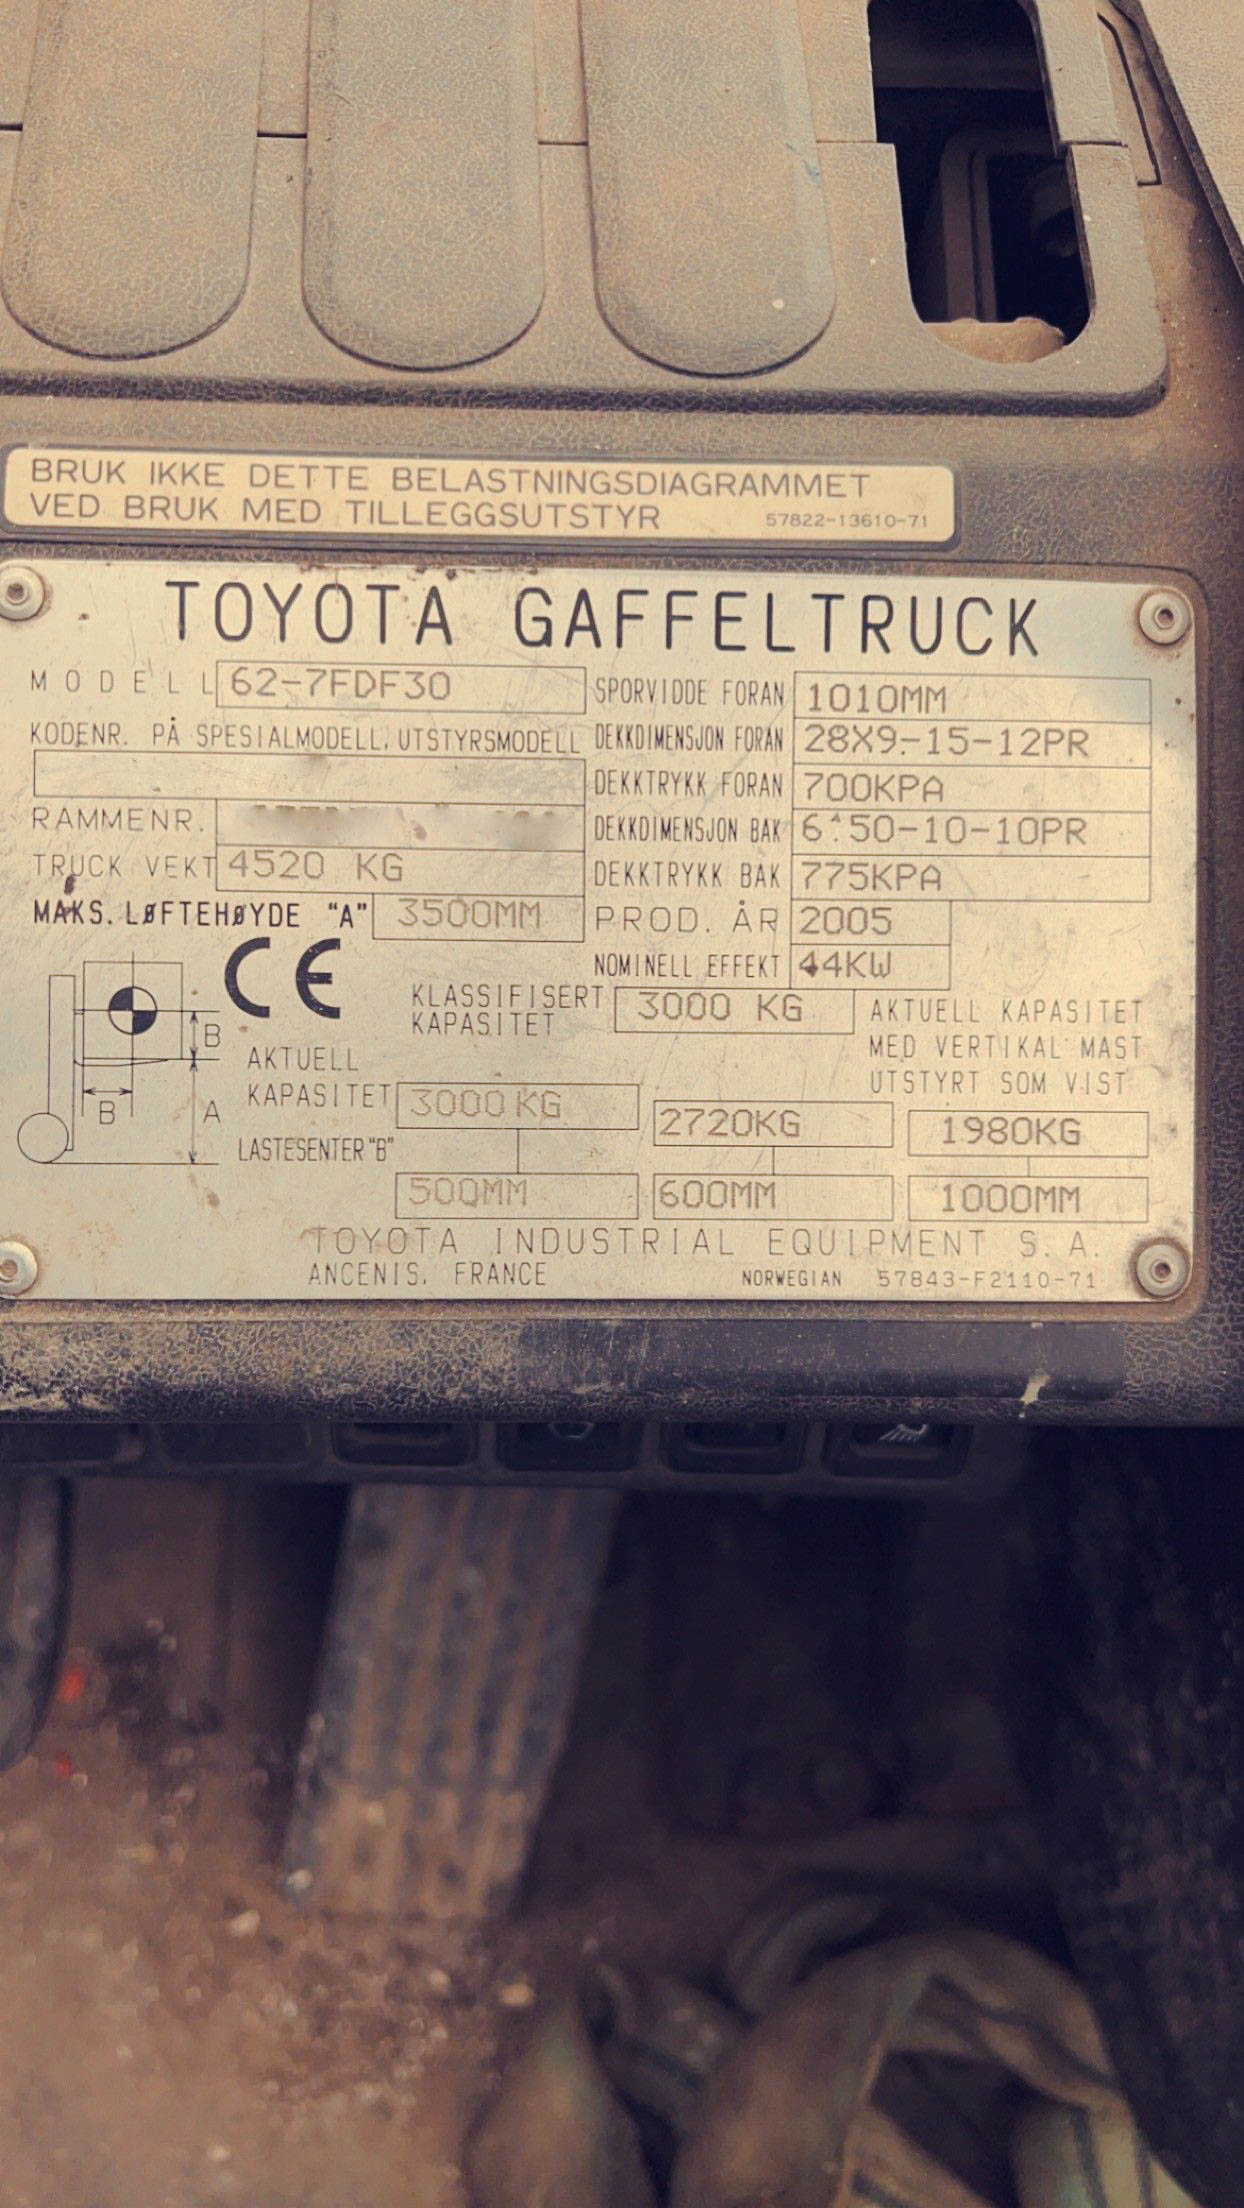 BRUK IKKE DETTE BELASTNINGSDIAGRAMMET
VED BRUK MED TILLEGGSUTSTYR 57822-13610-71
TOYOTA GAFFELTRUCK
MODELL 62-7FDF30
KODENR. PÅ SPESIALMODELL, UTSTYRSMODELL
RAMMENR.
TRUCK VEKT 4520 KG
MAKS. LØFTEHØYDE "A" 3500MM
SPORVIDDE FORAN 1010MM
DEKKDIMENSJON FORAN 28X9.-15-12PR
DEKKTRYKK FORAN 700KPA
DEKKDIMENSJON BAK 6.50-10-10PR
DEKKTRYKK BAK 775KPA
PROD. ÅR 2005
NOMINELL EFFEKT 44KW
CE
B
B
A
KLASSIFISERT
KAPASITET 3000 KG
AKTUELL KAPASITET
MED VERTIKAL MAST
UTSTYRT SOM VIST
AKTUELL
KAPASITET 3000 KG 2720KG 1980KG
LASTESENTER "B" 500MM 600MM 1000MM
TOYOTA INDUSTRIAL EQUIPMENT S.A.
ANCENIS, FRANCE NORWEGIAN 57843-F2110-71